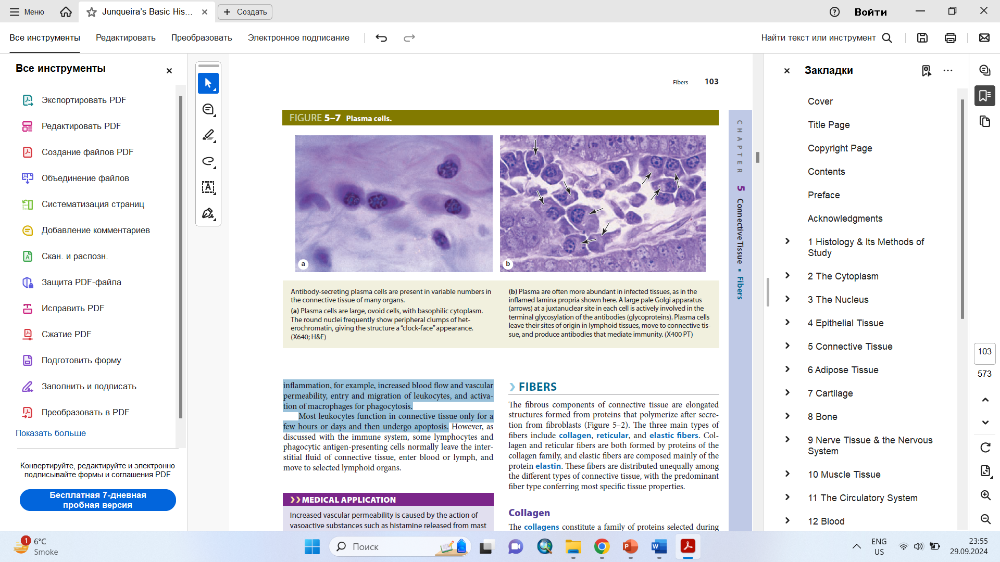 Меню
Junqueira’s Basic His...
Создать
Войти
Все инструменты
Редактировать
Преобразовать
Электронное подписание
Найти текст или инструмент
Все инструменты
Экспортировать PDF
Редактировать PDF
Создание файлов PDF
Объединение файлов
Систематизация страниц
Добавление комментариев
Скан. и распозн.
Защита PDF-файла
Исправить PDF
Сжатие PDF
Подготовить форму
Заполнить и подписать
Преобразовать в PDF
Показать больше
Конвертируйте, редактируйте и электронно
подписывайте формы и соглашения PDF
Бесплатная 7-дневная
пробная версия
Fibers 103
FIGURE 5–7 Plasma cells.
a
b
Antibody-secreting plasma cells are present in variable numbers in
the connective tissue of many organs.
(a) Plasma cells are large, ovoid cells, with basophilic cytoplasm.
The round nuclei frequently show peripheral clumps of het-
erochromatin, giving the structure a “clock-face” appearance.
(X640; H&E)
(b) Plasma are often more abundant in infected tissues, as in the
inflamed lamina propria shown here. A large pale Golgi apparatus
(arrows) at a juxtanuclear site in each cell is actively involved in the
terminal glycosylation of the antibodies (glycoproteins). Plasma cells
leave their sites of origin in lymphoid tissues, move to connective tis-
sue, and produce antibodies that mediate immunity. (X400 PT)
inflammation, for example, increased blood flow and vascular
permeability, entry and migration of leukocytes, and activa-
tion of macrophages for phagocytosis.
Most leukocytes function in connective tissue only for a
few hours or days and then undergo apoptosis. However, as
discussed with the immune system, some lymphocytes and
phagocytic antigen-presenting cells normally leave the inter-
stitial fluid of connective tissue, enter blood or lymph, and
move to selected lymphoid organs.
›› MEDICAL APPLICATION
Increased vascular permeability is caused by the action of
vasoactive substances such as histamine released from mast
› FIBERS
The fibrous components of connective tissue are elongated
structures formed from proteins that polymerize after secre-
tion from fibroblasts (Figure 5–2). The three main types of
fibers include collagen, reticular, and elastic fibers. Col-
lagen and reticular fibers are both formed by proteins of the
collagen family, and elastic fibers are composed mainly of the
protein elastin. These fibers are distributed unequally among
the different types of connective tissue, with the predominant
fiber type conferring most specific tissue properties.
Collagen
The collagens constitute a family of proteins selected during
CHAPTER 5 Connective Tissue ▪ Fibers
Закладки
Cover
Title Page
Copyright Page
Contents
Preface
Acknowledgments
1 Histology & Its Methods of
Study
2 The Cytoplasm
3 The Nucleus
4 Epithelial Tissue
5 Connective Tissue
6 Adipose Tissue
7 Cartilage
8 Bone
9 Nerve Tissue & the Nervous
System
10 Muscle Tissue
11 The Circulatory System
12 Blood
103
573
1
6°C
Smoke
Поиск
ENG
US
23:55
29.09.2024